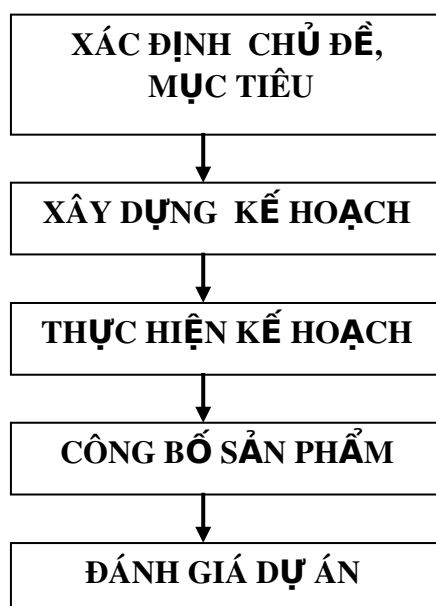 XÁC ĐỊNH CHỦ ĐỀ,
MỤC TIÊU
XÂY DỰNG KẾ HOẠCH
THỰC HIỆN KẾ HOẠCH
CÔNG BỐ SẢN PHẨM
ĐÁNH GIÁ DỰ ÁN